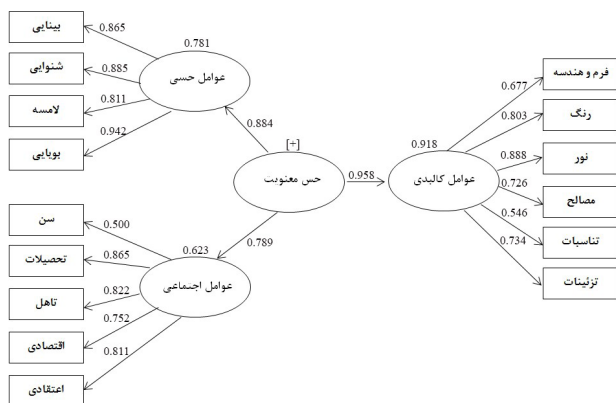 بینایی
0.865
0.781
شنوایی
0.885
عوامل حسی
لامسه
0.811
بویایی
0.942
0.884
[+]
حس معنویت
0.958
0.918
عوامل کالبدی
فرم و هندسه
0.677
رنگ
0.803
نور
0.888
مصالح
0.726
تناسبات
0.546
تزئینات
0.734
0.789
0.623
عوامل اجتماعی
سن
0.500
تحصیلات
0.865
تاهل
0.822
اقتصادی
0.752
اعتقادی
0.811